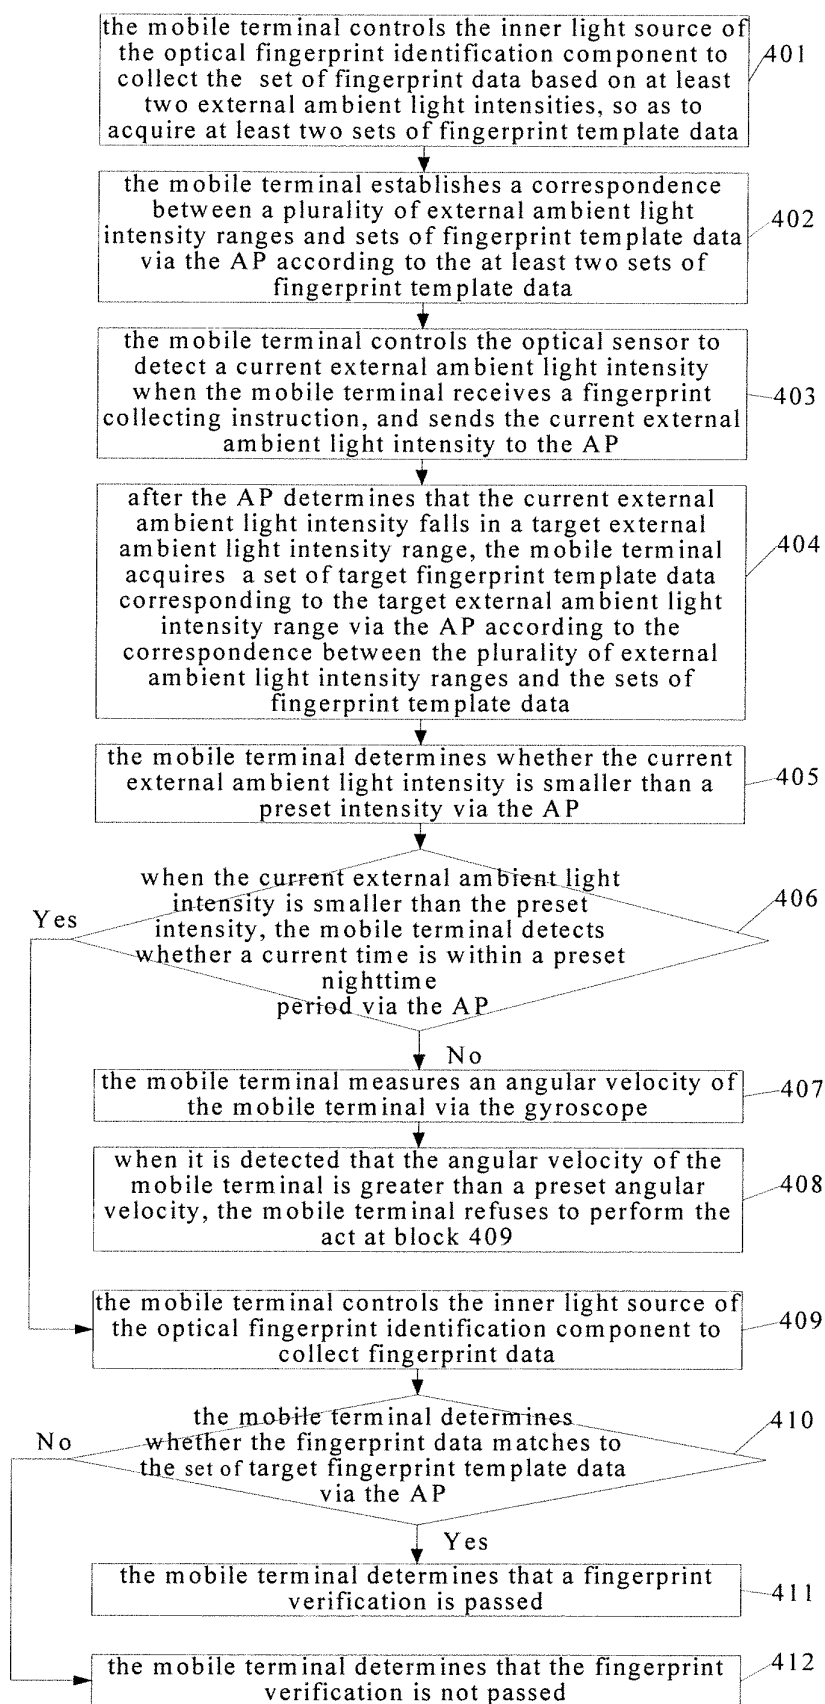 the mobile terminal controls the inner light source of
the optical fingerprint identification component to
collect the set of fingerprint data based on at least
two external ambient light intensities, so as to
acquire at least two sets of fingerprint template data
401
the mobile terminal establishes a correspondence
between a plurality of external ambient light
intensity ranges and sets of fingerprint template data
via the AP according to the at least two sets of
fingerprint template data
402
the mobile terminal controls the optical sensor to
detect a current external ambient light intensity
when the mobile terminal receives a fingerprint
collecting instruction, and sends the current external
ambient light intensity to the AP
403
after the AP determines that the current external
ambient light intensity falls in a target external
ambient light intensity range, the mobile terminal
acquires a set of target fingerprint template data
corresponding to the target external ambient light
intensity range via the AP according to the
correspondence between the plurality of external
ambient light intensity ranges and the sets of
fingerprint template data
404
the mobile terminal determines whether the current
external ambient light intensity is smaller than a
preset intensity via the AP
405
when the current external ambient light
intensity is smaller than the preset
intensity, the mobile terminal detects
whether a current time is within a preset
nighttime
period via the AP
406
Yes
No
the mobile terminal measures an angular velocity of
the mobile terminal via the gyroscope
407
when it is detected that the angular velocity of the
mobile terminal is greater than a preset angular
velocity, the mobile terminal refuses to perform the
act at block 409
408
the mobile terminal controls the inner light source of
the optical fingerprint identification component to
collect fingerprint data
409
the mobile terminal determines
whether the fingerprint data matches to
the set of target fingerprint template data
via the AP
410
No
Yes
the mobile terminal determines that a fingerprint
verification is passed
411
the mobile terminal determines that the fingerprint
verification is not passed
412